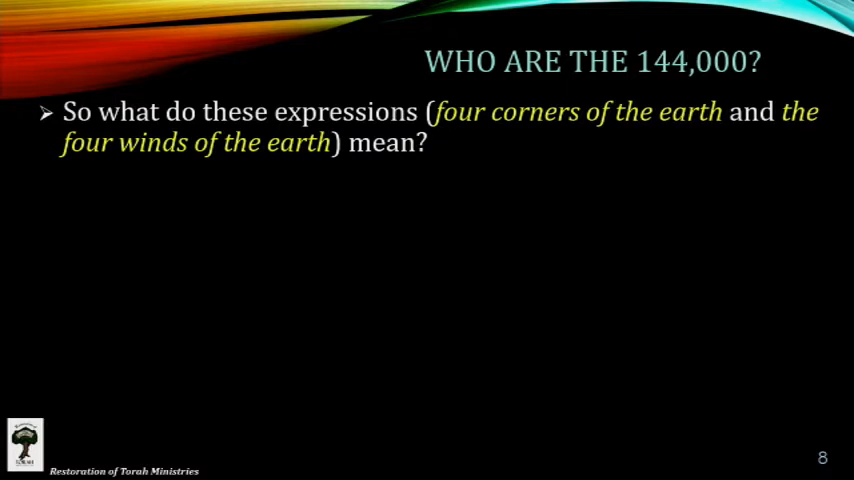 WHO ARE THE 144,000?
➢ So what do these expressions (four corners of the earth and the
four winds of the earth) mean?
TORAH
Restoration of Torah Ministries
8